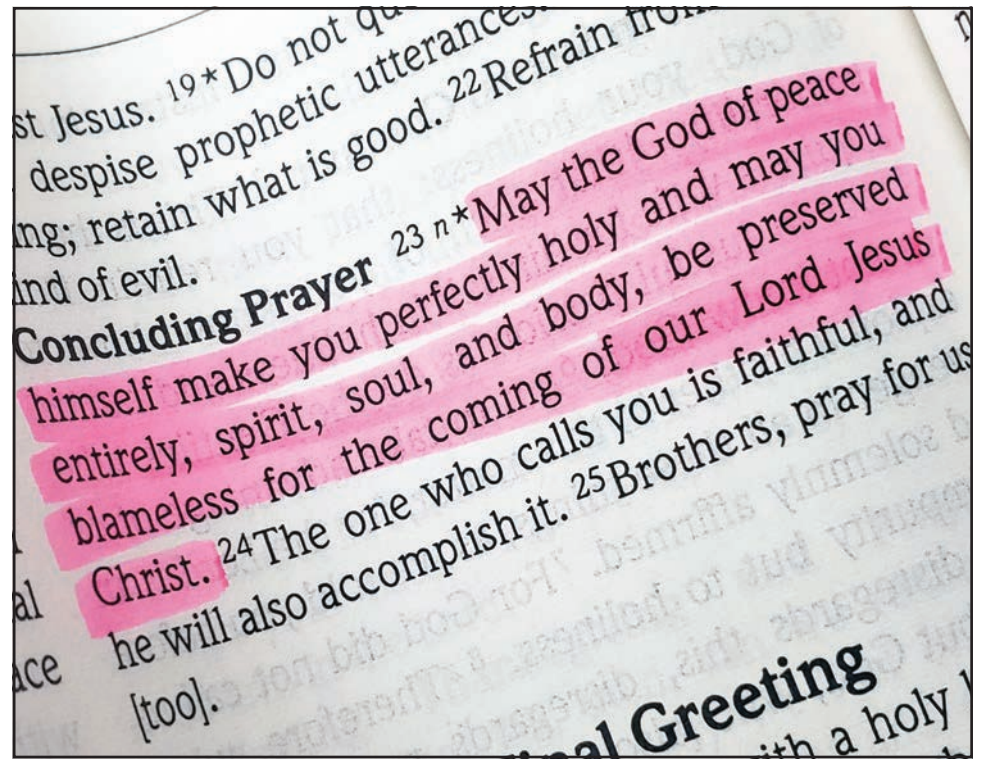 st Jesus. 19*Do not
despise prophetic utterances.
ng; retain what is good. 22Refrain from
ind of evil.
Concluding Prayer 23 n*May the God of peace
himself make you perfectly holy and may you
entirely, spirit, soul, and body, be preserved
blameless for the coming of our Lord Jesus
Christ. 24The one who calls you is faithful, and
he will also accomplish it. 25Brothers, pray for us
[too].
al
ace
Greeting
a holy